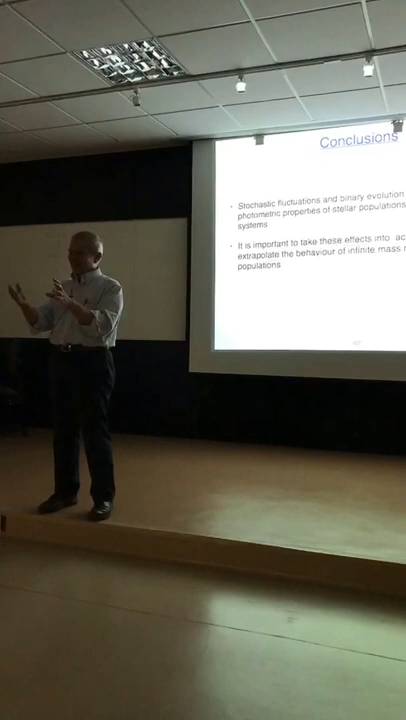 Conclusions
Stochastic fluctuations and binary evolution
photometric properties of stellar populations
systems
It is important to take these effects into ac
extrapolate the behaviour of infinite mass
populations